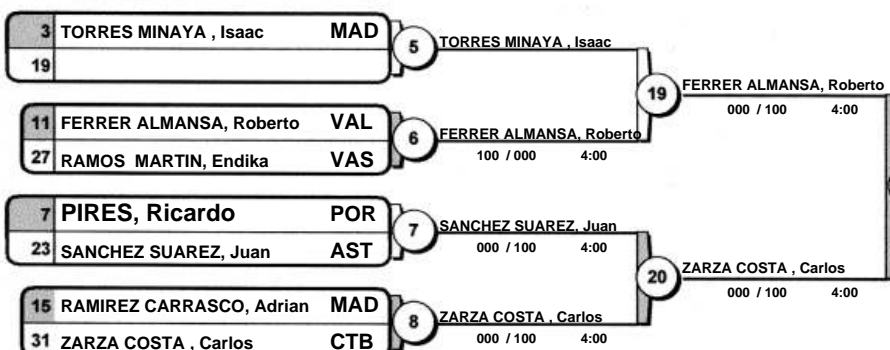 3 TORRES MINAYA , Isaac MAD
19
5
TORRES MINAYA , Isaac
11 FERRER ALMANSA, Roberto VAL
27 RAMOS MARTIN, Endika VAS
6
FERRER ALMANSA, Roberto
100 / 000 4:00
19
FERRER ALMANSA, Roberto
000 / 100 4:00
7 PIRES, Ricardo POR
23 SANCHEZ SUAREZ, Juan AST
7
SANCHEZ SUAREZ, Juan
000 / 100 4:00
15 RAMIREZ CARRASCO, Adrian MAD
31 ZARZA COSTA , Carlos CTB
8
ZARZA COSTA , Carlos
000 / 100 4:00
20
ZARZA COSTA , Carlos
000 / 100 4:00